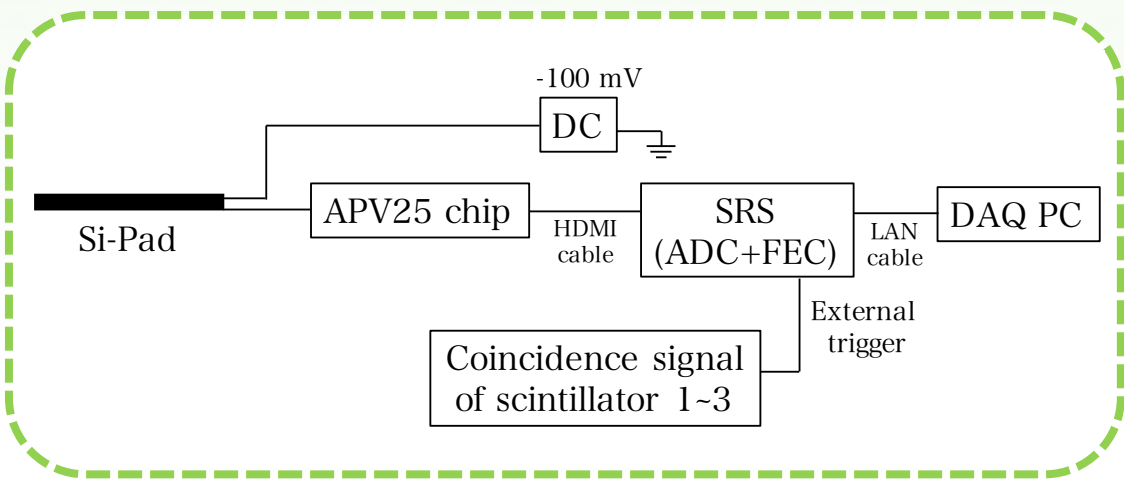 -100 mV
DC
Si-Pad
APV25 chip
HDMI
cable
SRS
(ADC+FEC)
LAN
cable
DAQ PC
External
trigger
Coincidence signal
of scintillator 1~3